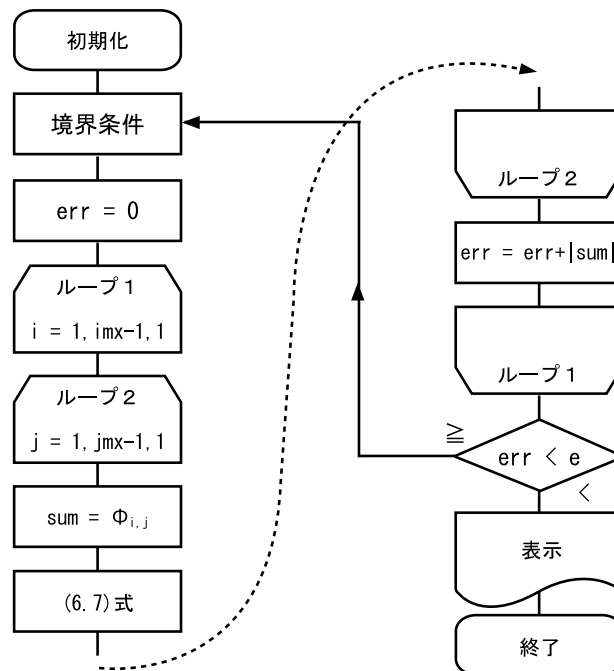 初期化
境界条件
err = 0
ループ1
i = 1, imx-1, 1
ループ2
j = 1, jmx-1, 1
sum = Φi,j
(6.7)式
ループ2
err = err+|sum|
ループ1
≧
err < e
<
表示
終了